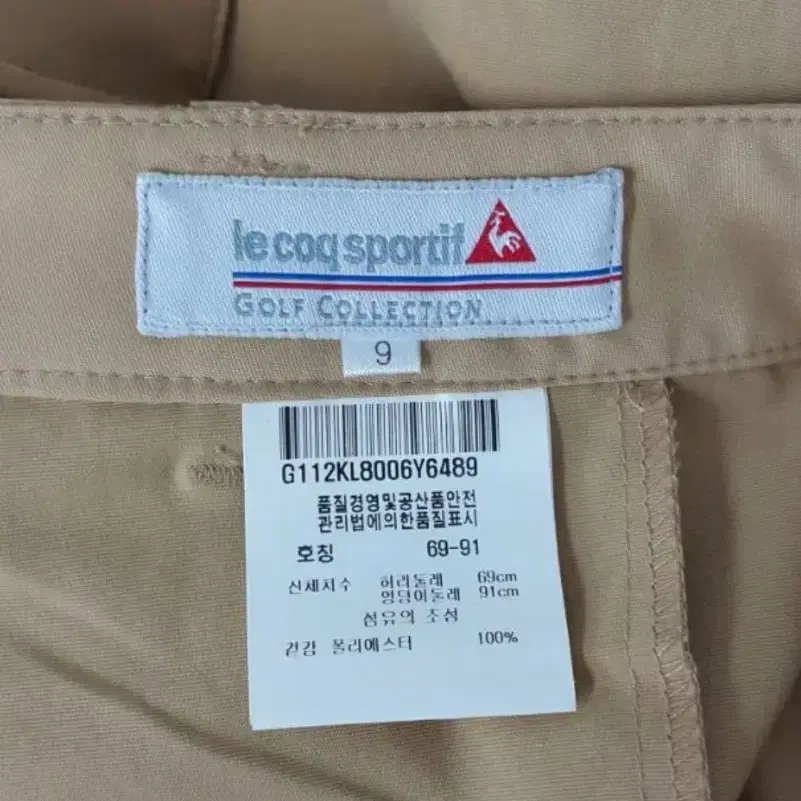 le coq sportif
GOLF COLLECTION
9
G112KL8006Y6489
품질경영및공산품안전
관리법에의한품질표시
호칭 69-91
신체치수 허리둘레 69cm
엉덩이둘레 91cm
섬유의 조성
겉감 폴리에스터 100%